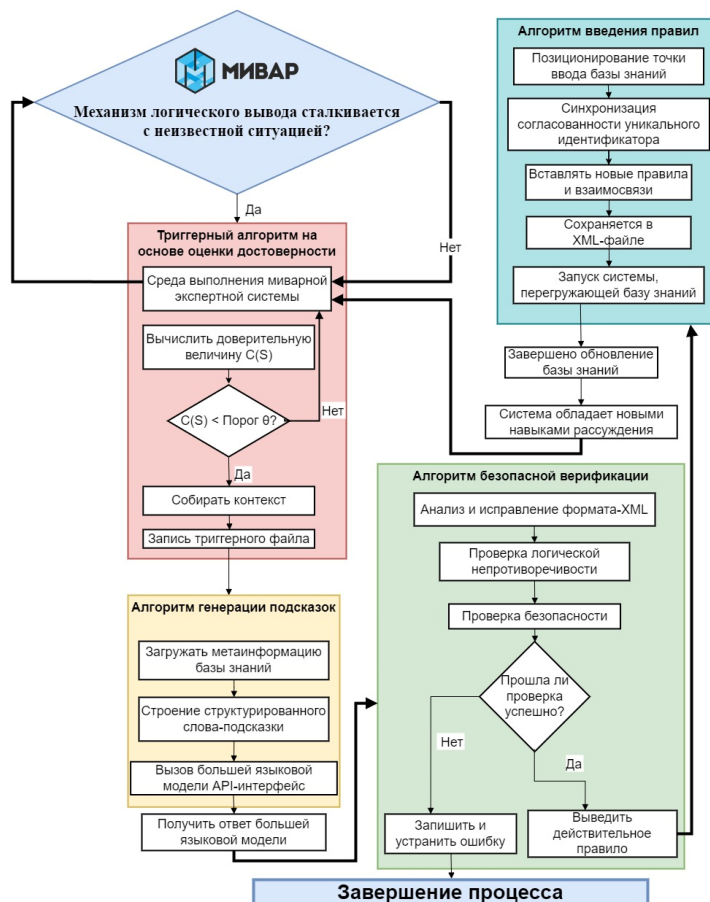 МИВАР
Механизм логического вывода сталкивается
с неизвестной ситуацией?
Да
Нет
Триггерный алгоритм на
основе оценки достоверности
Среда выполнения миварной
экспертной системы
Вычислить доверительную
величину C(S)
C(S) < Порог θ?
Нет
Да
Собирать контекст
Запись триггерного файла
Алгоритм генерации подсказок
Загружать метаинформацию
базы знаний
Строение структурированного
слова-подсказки
Вызов большей языковой
модели API-интерфейс
Получить ответ большей
языковой модели
Алгоритм безопасной верификации
Анализ и исправление формата-XML
Проверка логической
непротиворечивости
Проверка безопасности
Прошла ли
проверка
успешно?
Нет
Да
Запишить и
устранить ошибку
Выведить
действительное
правило
Завершение процесса
Алгоритм введения правил
Позиционирование точки
ввода базы знаний
Синхронизация
согласованности уникального
идентификатора
Вставлять новые правила
и взаимосвязи
Сохраняется в
XML-файле
Запуск системы,
перегружающей базу знаний
Завершено обновление
базы знаний
Система обладает новыми
навыками рассуждения